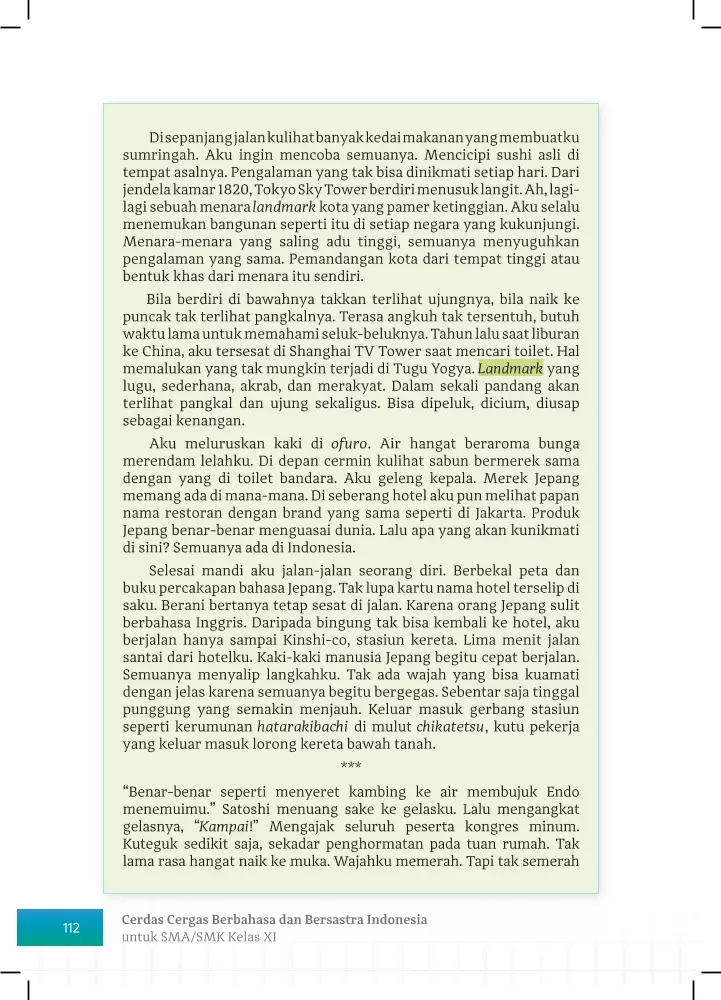 Di sepanjang jalan kulihat banyak kedai makanan yang membuatku
sumringah. Aku ingin mencoba semuanya. Mencicipi sushi asli di
tempat asalnya. Pengalaman yang tak bisa dinikmati setiap hari. Dari
jendela kamar 1820, Tokyo Sky Tower berdiri menusuk langit. Ah, lagi-
lagi sebuah menara landmark kota yang pamer ketinggian. Aku selalu
menemukan bangunan seperti itu di setiap negara yang kukunjungi.
Menara-menara yang saling adu tinggi, semuanya menyuguhkan
pengalaman yang sama. Pemandangan kota dari tempat tinggi atau
bentuk khas dari menara itu sendiri.
Bila berdiri di bawahnya takkan terlihat ujungnya, bila naik ke
puncak tak terlihat pangkalnya. Terasa angkuh tak tersentuh, butuh
waktu lama untuk memahami seluk-beluknya. Tahun lalu saat liburan
ke China, aku tersesat di Shanghai TV Tower saat mencari toilet. Hal
memalukan yang tak mungkin terjadi di Tugu Yogya. Landmark yang
lugu, sederhana, akrab, dan merakyat. Dalam sekali pandang akan
terlihat pangkal dan ujung sekaligus. Bisa dipeluk, dicium, diusap
sebagai kenangan.
Aku meluruskan kaki di ofuro. Air hangat beraroma bunga
merendam lelahku. Di depan cermin kulihat sabun bermerek sama
dengan yang di toilet bandara. Aku geleng kepala. Merek Jepang
memang ada di mana-mana. Di seberang hotel aku pun melihat papan
nama restoran dengan brand yang sama seperti di Jakarta. Produk
Jepang benar-benar menguasai dunia. Lalu apa yang akan kunikmati
di sini? Semuanya ada di Indonesia.
Selesai mandi aku jalan-jalan seorang diri. Berbekal peta dan
buku percakapan bahasa Jepang. Tak lupa kartu nama hotel terselip di
saku. Berani bertanya tetap sesat di jalan. Karena orang Jepang sulit
berbahasa Inggris. Daripada bingung tak bisa kembali ke hotel, aku
berjalan hanya sampai Kinshi-co, stasiun kereta. Lima menit jalan
santai dari hotelku. Kaki-kaki manusia Jepang begitu cepat berjalan.
Semuanya menyalip langkahku. Tak ada wajah yang bisa kuamati
dengan jelas karena semuanya begitu bergegas. Sebentar saja tinggal
punggung yang semakin menjauh. Keluar masuk gerbang stasiun
seperti kerumunan hatarakibachi di mulut chikatetsu, kutu pekerja
yang keluar masuk lorong kereta bawah tanah.
***
“Benar-benar seperti menyeret kambing ke air membujuk Endo
menemuimu.” Satoshi menuang sake ke gelasku. Lalu mengangkat
gelasnya, “Kampai!” Mengajak seluruh peserta kongres minum.
Kuteguk sedikit saja, sekadar penghormatan pada tuan rumah. Tak
lama rasa hangat naik ke muka. Wajahku memerah. Tapi tak semerah
112
Cerdas Cergas Berbahasa dan Bersastra Indonesia
untuk SMA/SMK Kelas XI